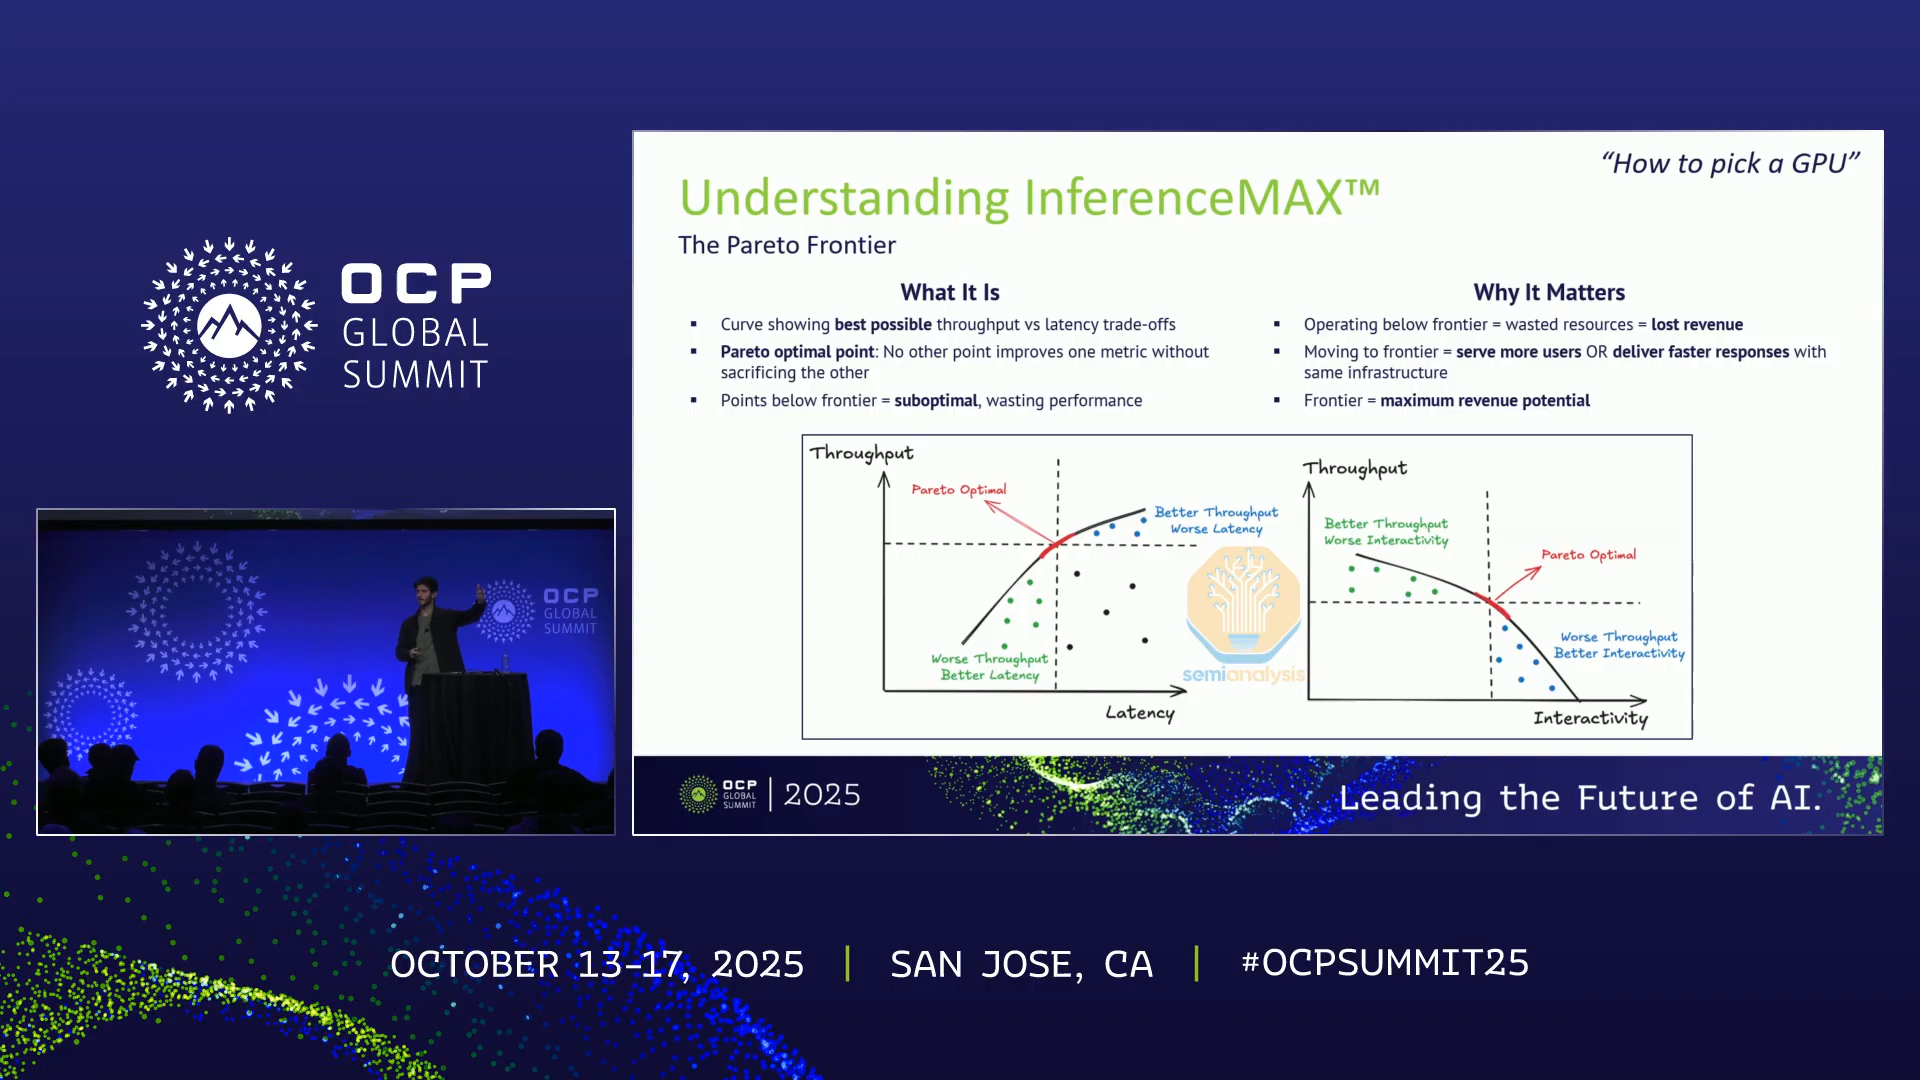 OCP
GLOBAL
SUMMIT
OCP
GLOBAL
SUMMIT
"How to pick a GPU"
Understanding InferenceMAX™
The Pareto Frontier
What It Is
▪ Curve showing best possible throughput vs latency trade-offs
▪ Pareto optimal point: No other point improves one metric without
sacrificing the other
▪ Points below frontier = suboptimal, wasting performance
Why It Matters
▪ Operating below frontier = wasted resources = lost revenue
▪ Moving to frontier = serve more users OR deliver faster responses with
same infrastructure
▪ Frontier = maximum revenue potential
Throughput
Pareto Optimal
Better Throughput
Worse Latency
Worse Throughput
Better Latency
Latency
semianalysis
Throughput
Better Throughput
Worse Interactivity
Pareto Optimal
Worse Throughput
Better Interactivity
Interactivity
OCP
GLOBAL
SUMMIT
2025
Leading the Future of AI.
OCTOBER 13-17, 2025 | SAN JOSE, CA | #OCPSUMMIT25